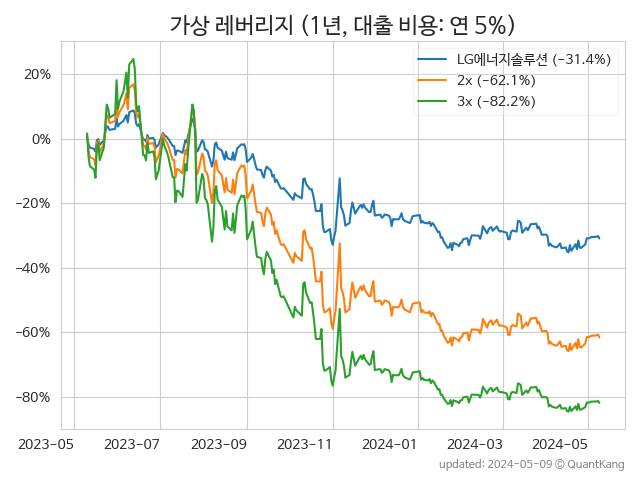 가상 레버리지 (1년, 대출 비용: 연 5%)
LG에너지솔루션 (−31.4%)
2x (−62.1%)
3x (−82.2%)
20%
0%
−20%
−40%
−60%
−80%
2023-05 2023-07 2023-09 2023-11 2024-01 2024-03 2024-05
updated: 2024-05-09 © QuantKang